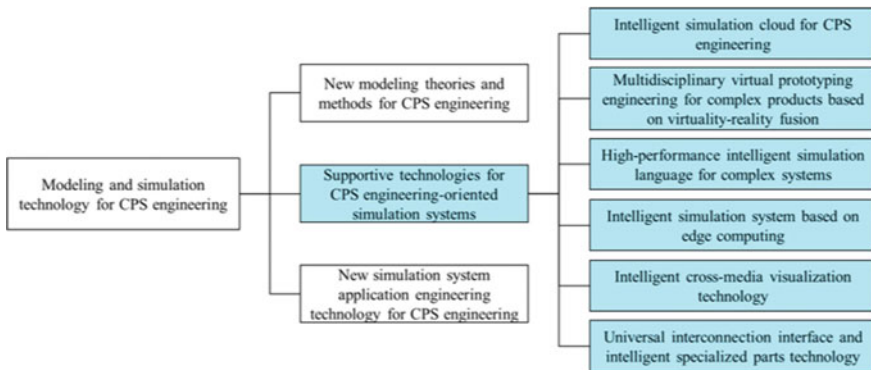 Modeling and simulation
technology for CPS engineering
New modeling theories and
methods for CPS engineering
Supportive technologies for
CPS engineering-oriented
simulation systems
New simulation system
application engineering
technology for CPS engineering
Intelligent simulation cloud for CPS
engineering
Multidisciplinary virtual prototyping
engineering for complex products based
on virtuality-reality fusion
High-performance intelligent simulation
language for complex systems
Intelligent simulation system based on
edge computing
Intelligent cross-media visualization
technology
Universal interconnection interface and
intelligent specialized parts technology